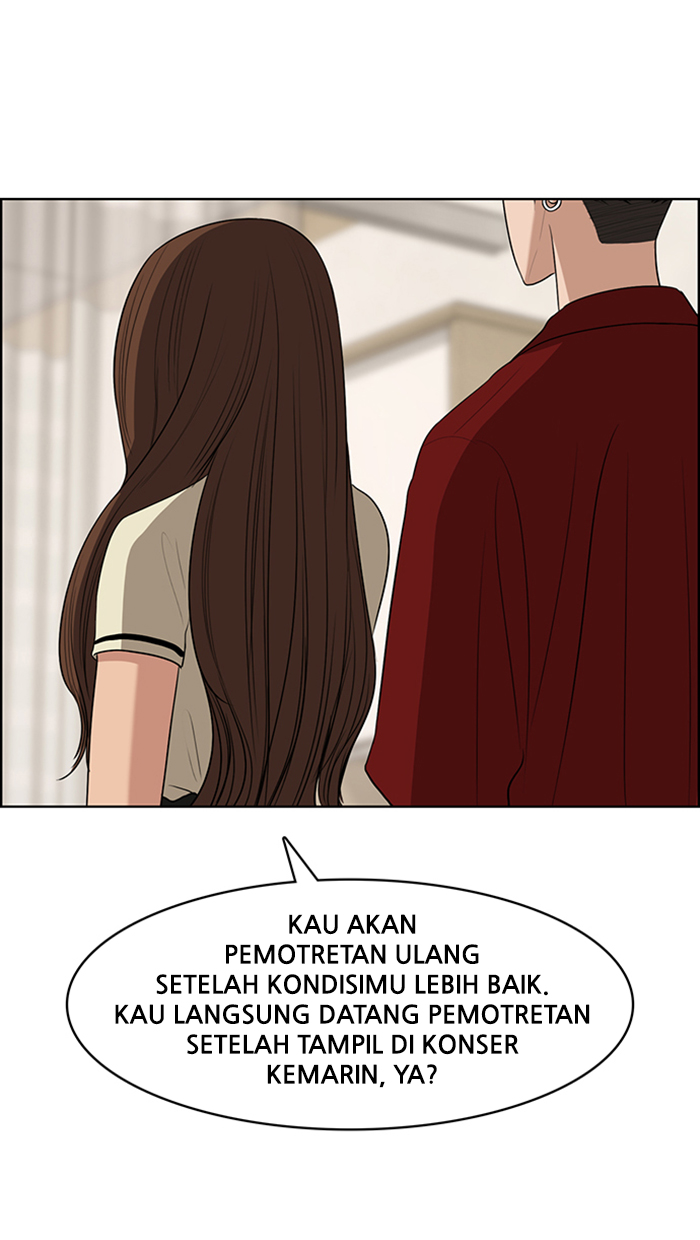 KAU AKAN
PEMOTRETAN ULANG
SETELAH KONDISIMU LEBIH BAIK.
KAU LANGSUNG DATANG PEMOTRETAN
SETELAH TAMPIL DI KONSER
KEMARIN, YA?